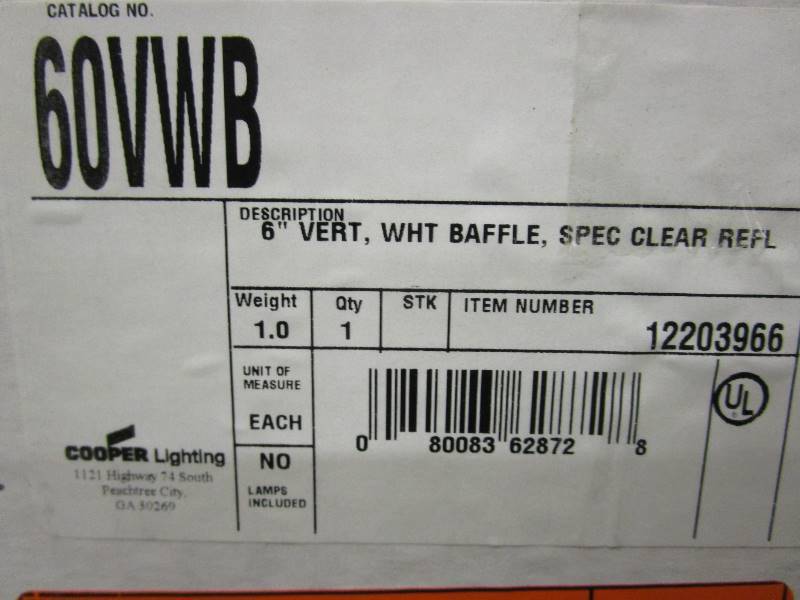 CATALOG NO.
60VWB
DESCRIPTION
6" VERT, WHT BAFFLE, SPEC CLEAR REFL
Weight Qty STK ITEM NUMBER
1.0 1 12203966
UNIT OF
MEASURE
EACH
UL
0 80083 62872 8
COOPER Lighting
1121 Highway 74 South
Peachtree City,
GA 30269
NO
LAMPS
INCLUDED